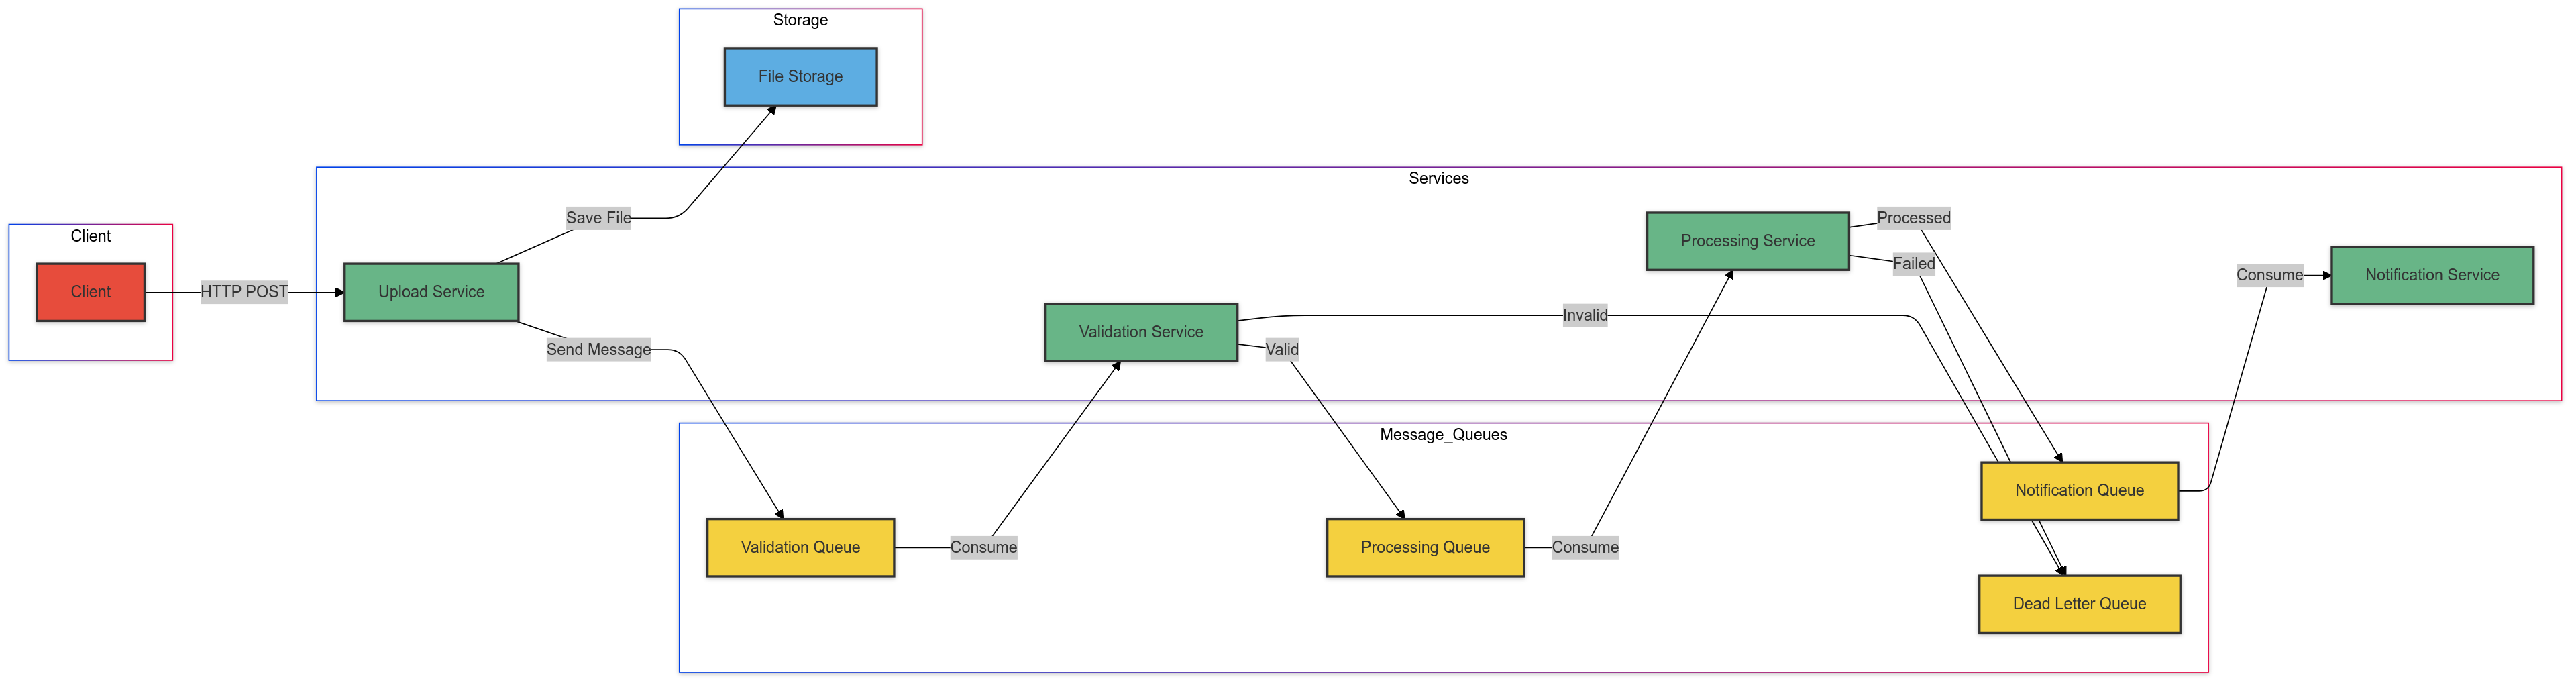 Storage
File Storage
Services
Save File
Processed
Client
Processing Service
Failed
Consume
Notification Service
Client
HTTP POST
Upload Service
Invalid
Validation Service
Send Message
Valid
Message_Queues
Notification Queue
Validation Queue
Consume
Processing Queue
Consume
Dead Letter Queue